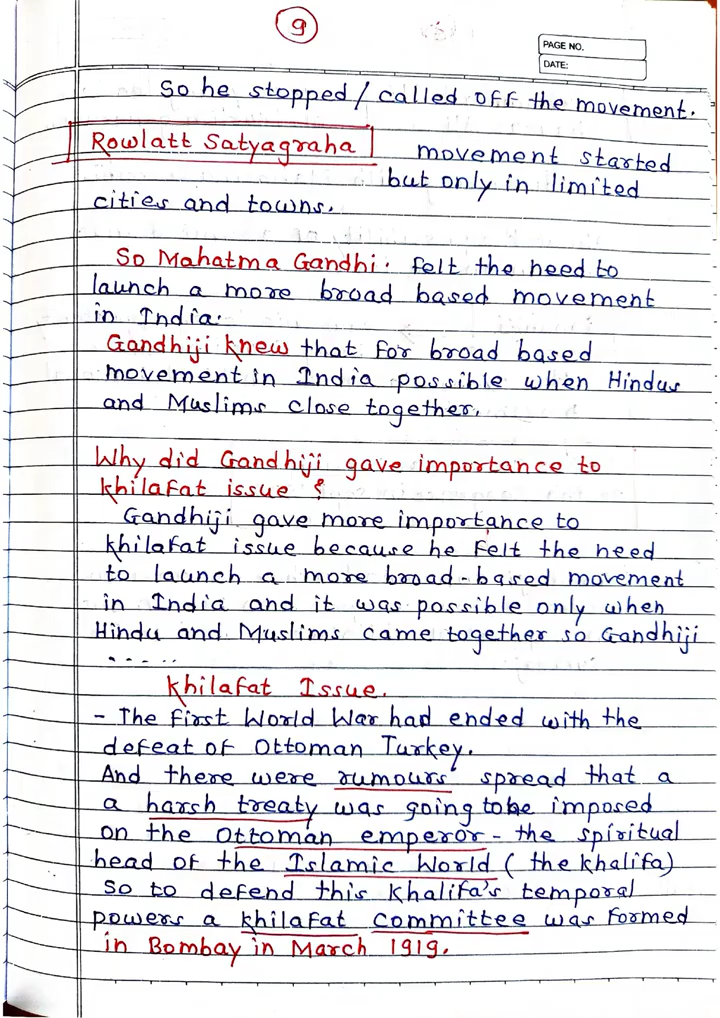 9
PAGE NO.
DATE:
So he stopped / called off the movement.
Rowlatt Satyagraha movement started
but only in limited
cities and towns.
So Mahatma Gandhi. felt the need to
launch a more broad based movement
in India.
Gandhiji knew that for broad based
movement in India possible when Hindus
and Muslims close together.
Why did Gandhiji gave importance to
khilafat issue ?
Gandhiji gave more importance to
khilafat issue because he felt the need
to launch a more broad-based movement
in India and it was possible only when
Hindu and Muslims came together so Gandhiji
......
Khilafat Issue.
- The first World War had ended with the
defeat of Ottoman Turkey.
And there were rumours spread that a
a harsh treaty was going to be imposed
on the Ottoman emperor - the spiritual
head of the Islamic World ( the khalifa)
So to defend this khalifa's temporal
powers a khilafat committee was formed
in Bombay in March 1919.